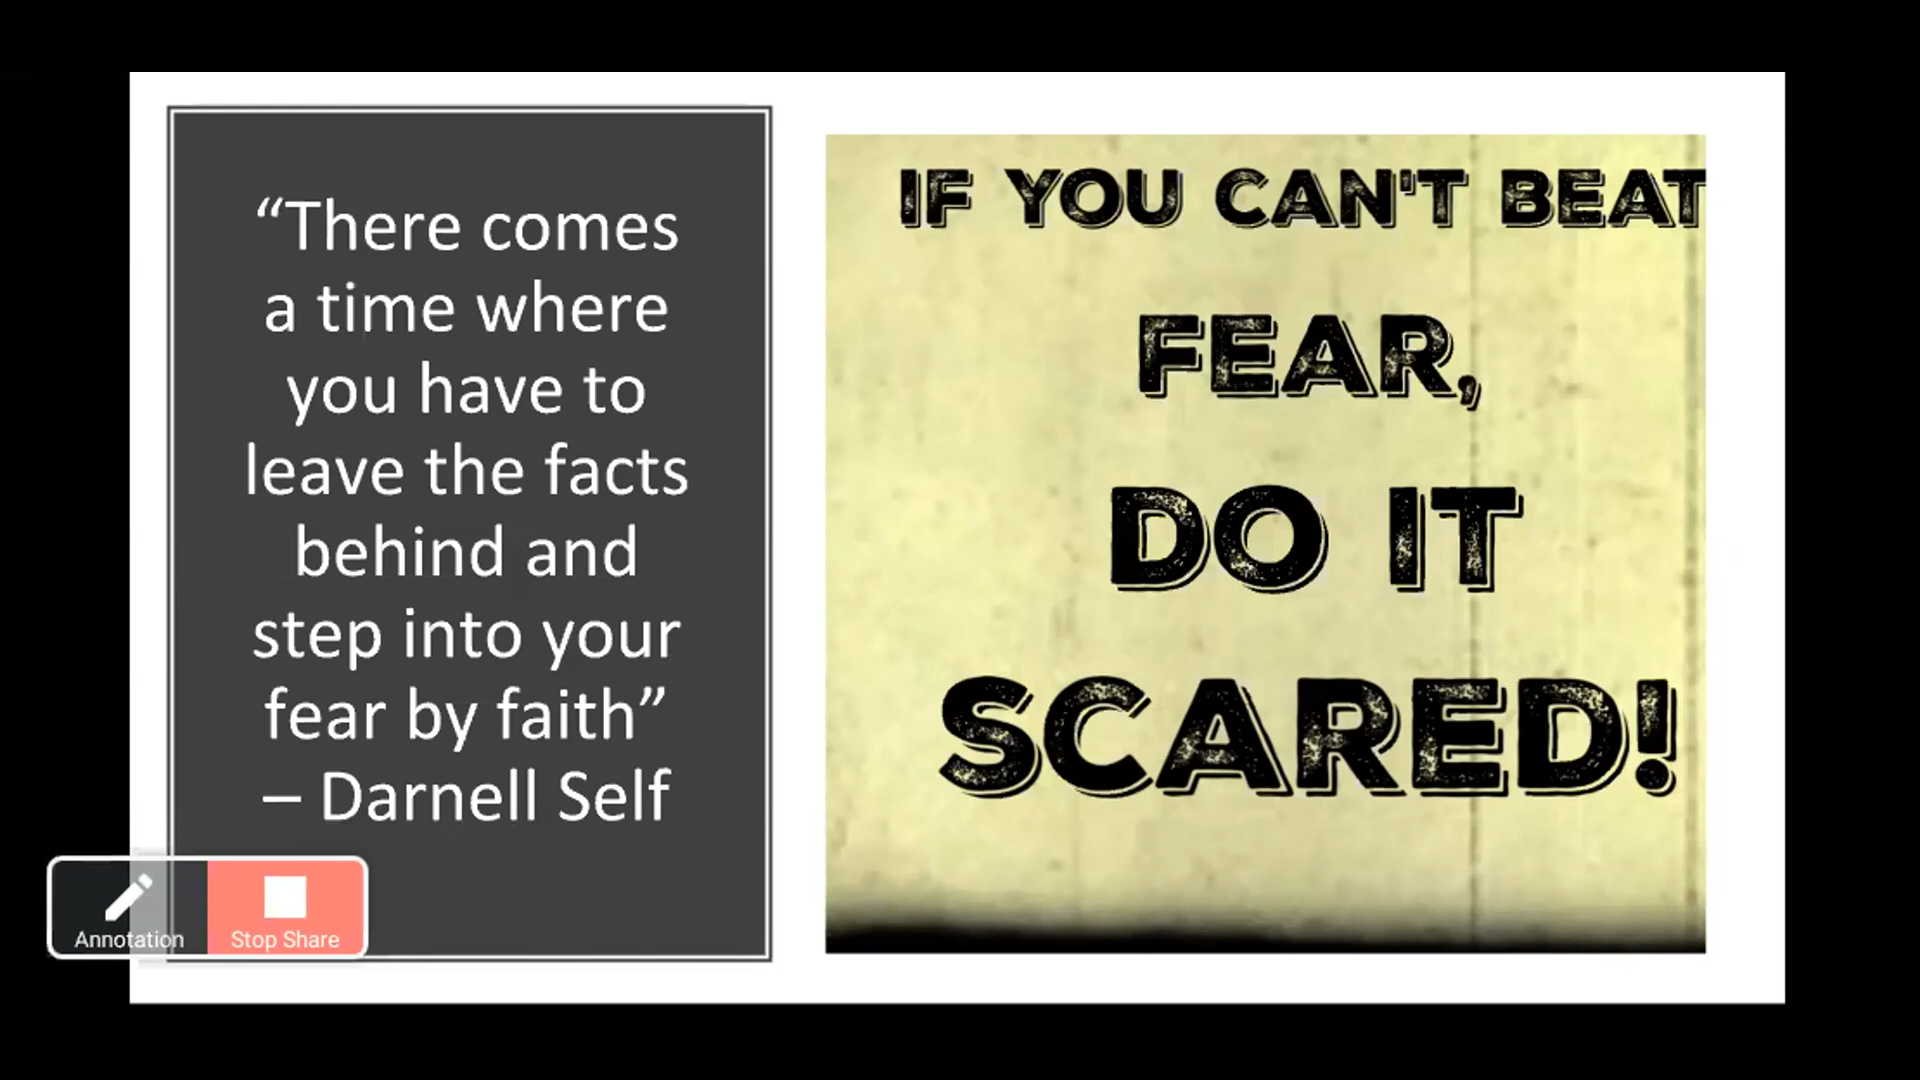 “There comes
a time where
you have to
leave the facts
behind and
step into your
fear by faith”
– Darnell Self
IF YOU CAN'T BEAT
FEAR,
DO IT
SCARED!
Annotation
Stop Share